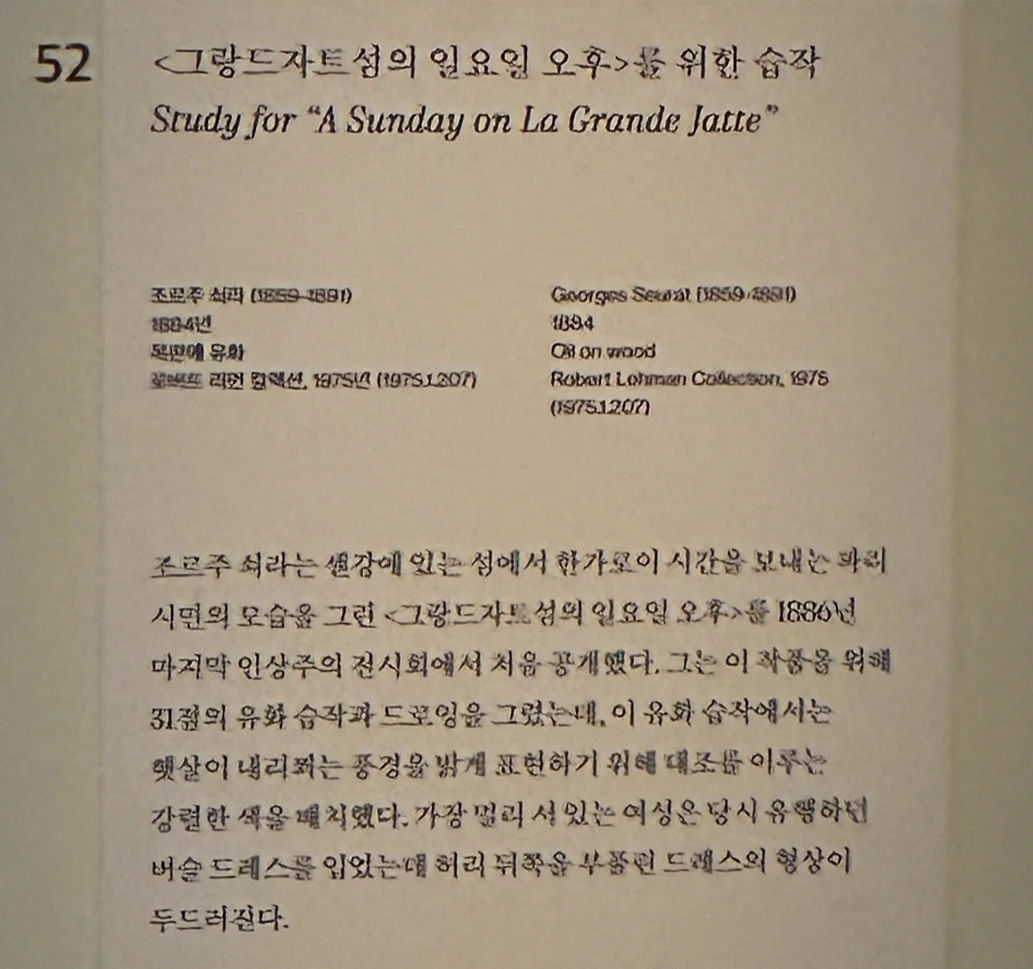 52
<그랑드자트섬의 일요일 오후>를 위한 습작
Study for "A Sunday on La Grande Jatte"
조르주 쇠라 (1859-1891)
1884년
목판에 유화
로버트 리먼 컬렉션, 1975년 (1975.1.207)
Georges Seurat (1859-1891)
1884
Oil on wood
Robert Lehman Collection, 1975
(1975.1.207)
조르주 쇠라는 센강에 있는 섬에서 한가로이 시간을 보내는 파리
시민의 모습을 그린 <그랑드자트섬의 일요일 오후>를 1886년
마지막 인상주의 전시회에서 처음 공개했다. 그는 이 작품을 위해
31점의 유화 습작과 드로잉을 그렸는데, 이 유화 습작에서는
햇살이 내리쬐는 풍경을 밝게 표현하기 위해 대조를 이루는
강렬한 색을 배치했다. 가장 멀리 서 있는 여성은 당시 유행하던
버슬 드레스를 입었는데 허리 뒤쪽을 부풀린 드레스의 형상이
두드러진다.